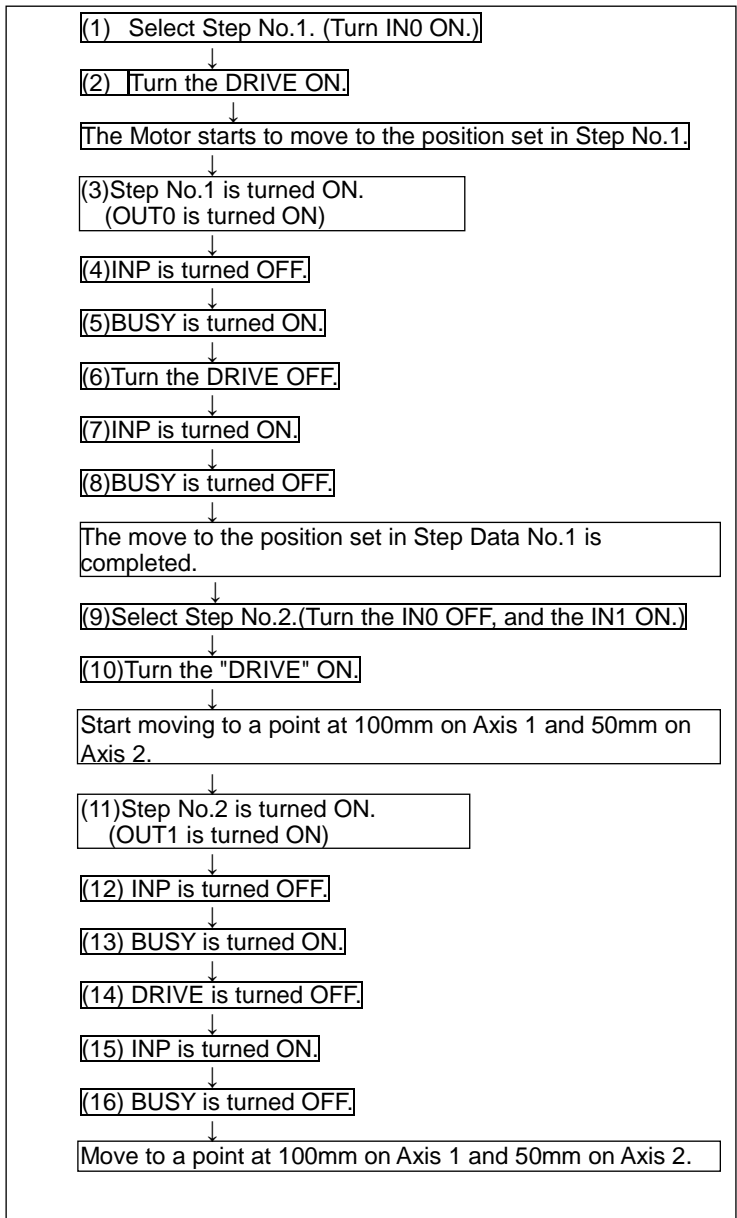 (1) Select Step No.1. (Turn IN0 ON.)
↓
(2) Turn the DRIVE ON.
↓
The Motor starts to move to the position set in Step No.1.
↓
(3)Step No.1 is turned ON.
(OUT0 is turned ON)
↓
(4)INP is turned OFF.
↓
(5)BUSY is turned ON.
↓
(6)Turn the DRIVE OFF.
↓
(7)INP is turned ON.
↓
(8)BUSY is turned OFF.
↓
The move to the position set in Step Data No.1 is
completed.
↓
(9)Select Step No.2.(Turn the IN0 OFF, and the IN1 ON.)
↓
(10)Turn the "DRIVE" ON.
↓
Start moving to a point at 100mm on Axis 1 and 50mm on
Axis 2.
↓
(11)Step No.2 is turned ON.
(OUT1 is turned ON)
↓
(12) INP is turned OFF.
↓
(13) BUSY is turned ON.
↓
(14) DRIVE is turned OFF.
↓
(15) INP is turned ON.
↓
(16) BUSY is turned OFF.
↓
Move to a point at 100mm on Axis 1 and 50mm on Axis 2.